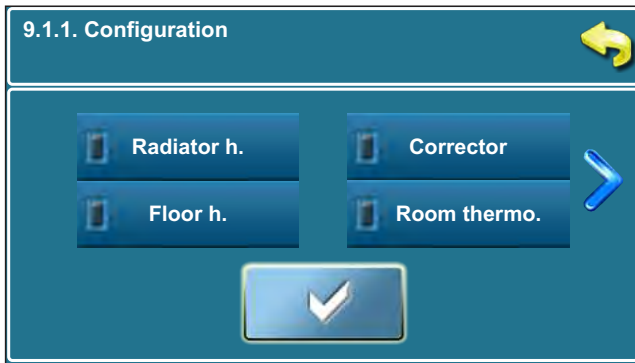 9.1.1. Configuration
Radiator h.
Corrector
Floor h.
Room thermo.